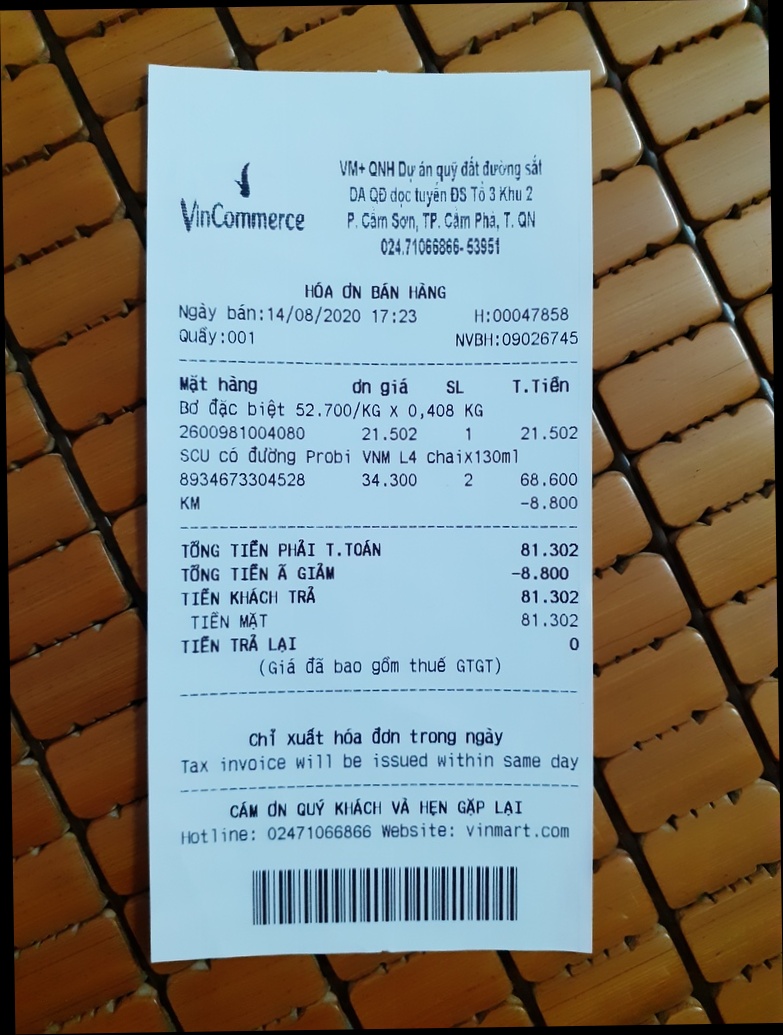 VinCommerce
VM+ QNH Dự án quỹ đất đường sắt
DA QĐ dọc tuyến ĐS Tổ 3 Khu 2
P. Cẩm Sơn, TP. Cẩm Phả, T. QN
024.71066866- 53951
HÓA ƠN BÁN HÀNG
Ngày bán:14/08/2020 17:23 H:00047858
Quầy:001 NVBH:09026745
Mặt hàng ơn giá SL T.Tiền
Bơ đặc biệt 52.700/KG X 0,408 KG
2600981004080 21.502 1 21.502
SCU có đường Probi VNM L4 chaix130ml
8934673304528 34.300 2 68.600
KM -8.800
TỔNG TIỀN PHẢI T.TOÁN 81.302
TỔNG TIỀN Ã GIẢM -8.800
TIỀN KHÁCH TRẢ 81.302
TIỀN MẶT 81.302
TIỀN TRẢ LẠI 0
(Giá đã bao gồm thuế GTGT)
Chỉ xuất hóa đơn trong ngày
Tax invoice will be issued within same day
CÁM ƠN QUÝ KHÁCH VÀ HẸN GẶP LẠI
Hotline: 02471066866 Website: vinmart.com